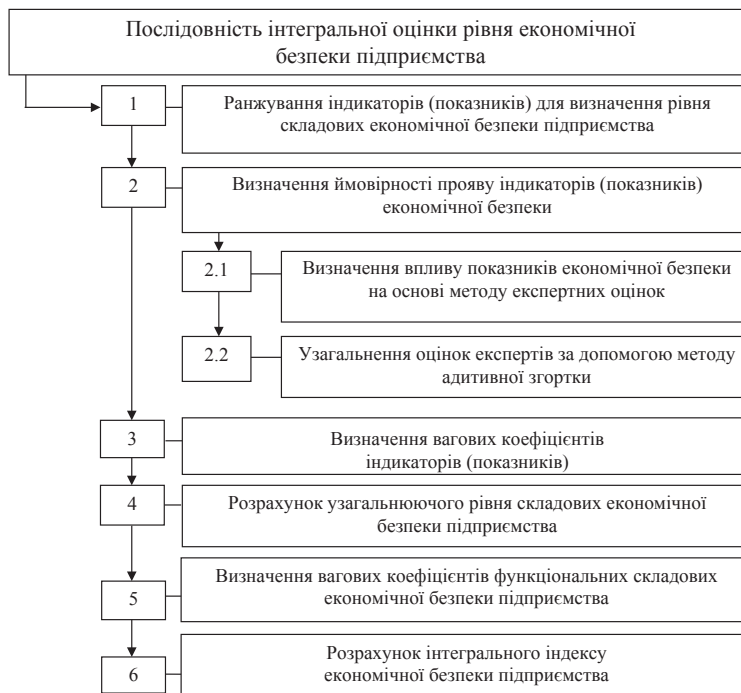 Послідовність інтегральної оцінки рівня економічної
безпеки підприємства
1
Ранжування індикаторів (показників) для визначення рівня
складових економічної безпеки підприємства
2
Визначення ймовірності прояву індикаторів (показників)
економічної безпеки
2.1
Визначення впливу показників економічної безпеки
на основі методу експертних оцінок
2.2
Узагальнення оцінок експертів за допомогою методу
адитивної згортки
3
Визначення вагових коефіцієнтів
індикаторів (показників)
4
Розрахунок узагальнюючого рівня складових економічної
безпеки підприємства
5
Визначення вагових коефіцієнтів функціональних складових
економічної безпеки підприємства
6
Розрахунок інтегрального індексу
економічної безпеки підприємства